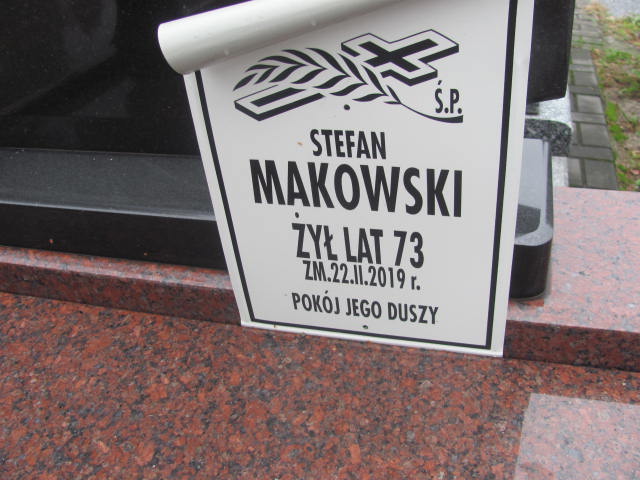 Ś.P.
STEFAN
MAKOWSKI
ŻYŁ LAT 73
ZM.22.II.2019 r.
POKÓJ JEGO DUSZY